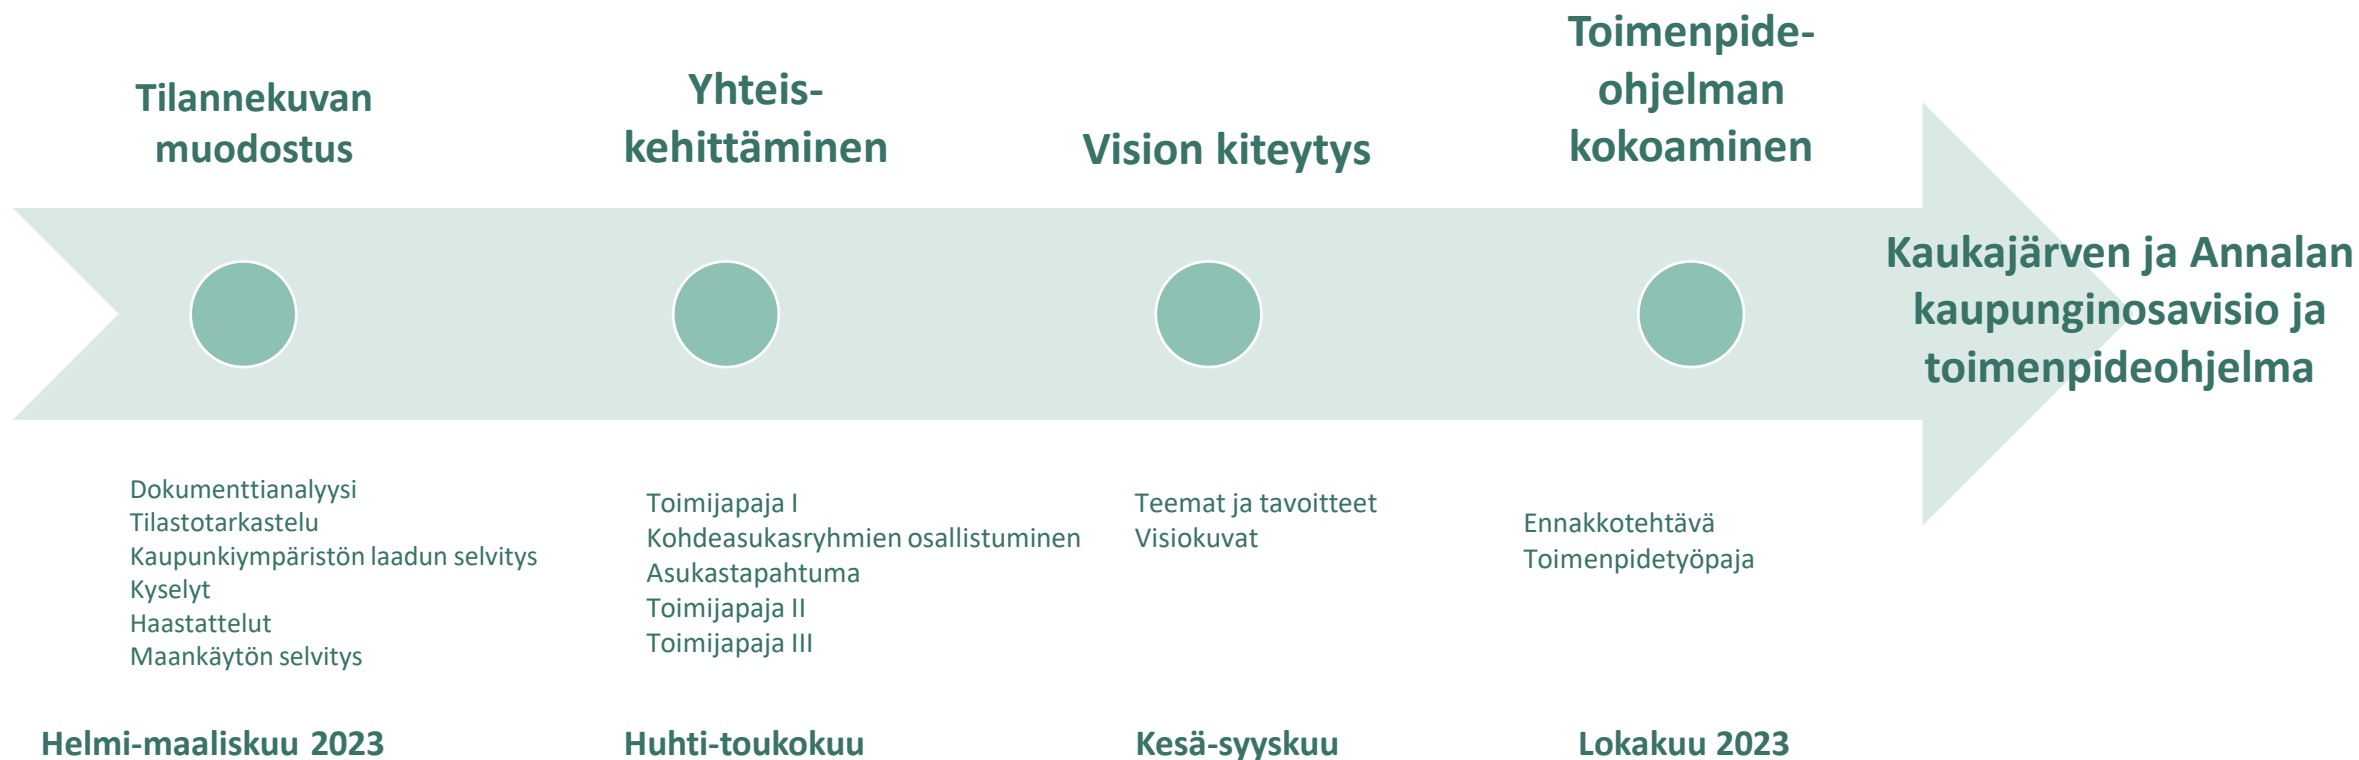 Tilannekuvan
muodostus
Yhteis-
kehittäminen
Vision kiteytys
Toimenpide-
ohjelman
kokoaminen
Kaukajärven ja Annalan
kaupunginosavisio ja
toimenpideohjelma
Dokumenttianalyysi
Tilastotarkastelu
Kaupunkiympäristön laadun selvitys
Kyselyt
Haastattelut
Maankäytön selvitys
Toimijapaja I
Kohdeasukasryhmien osallistuminen
Asukastapahtuma
Toimijapaja II
Toimijapaja III
Teemat ja tavoitteet
Visiokuvat
Ennakkotehtävä
Toimenpidetyöpaja
Helmi-maaliskuu 2023
Huhti-toukokuu
Kesä-syyskuu
Lokakuu 2023